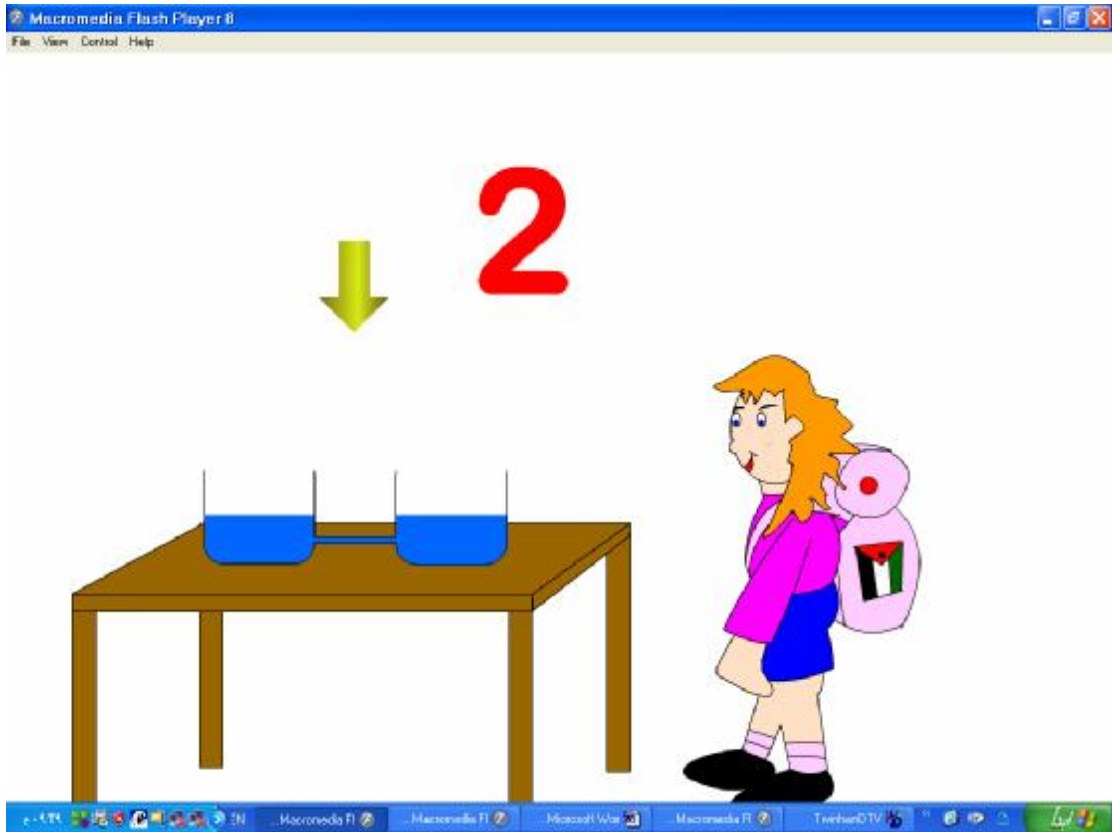 Macromedia Flash Player 8
File View Control Help
2
EN ...Macromedia Fl ...Macromedia Fl ...Microsoft Wor ...Macromedia Fl TwinhanDTV